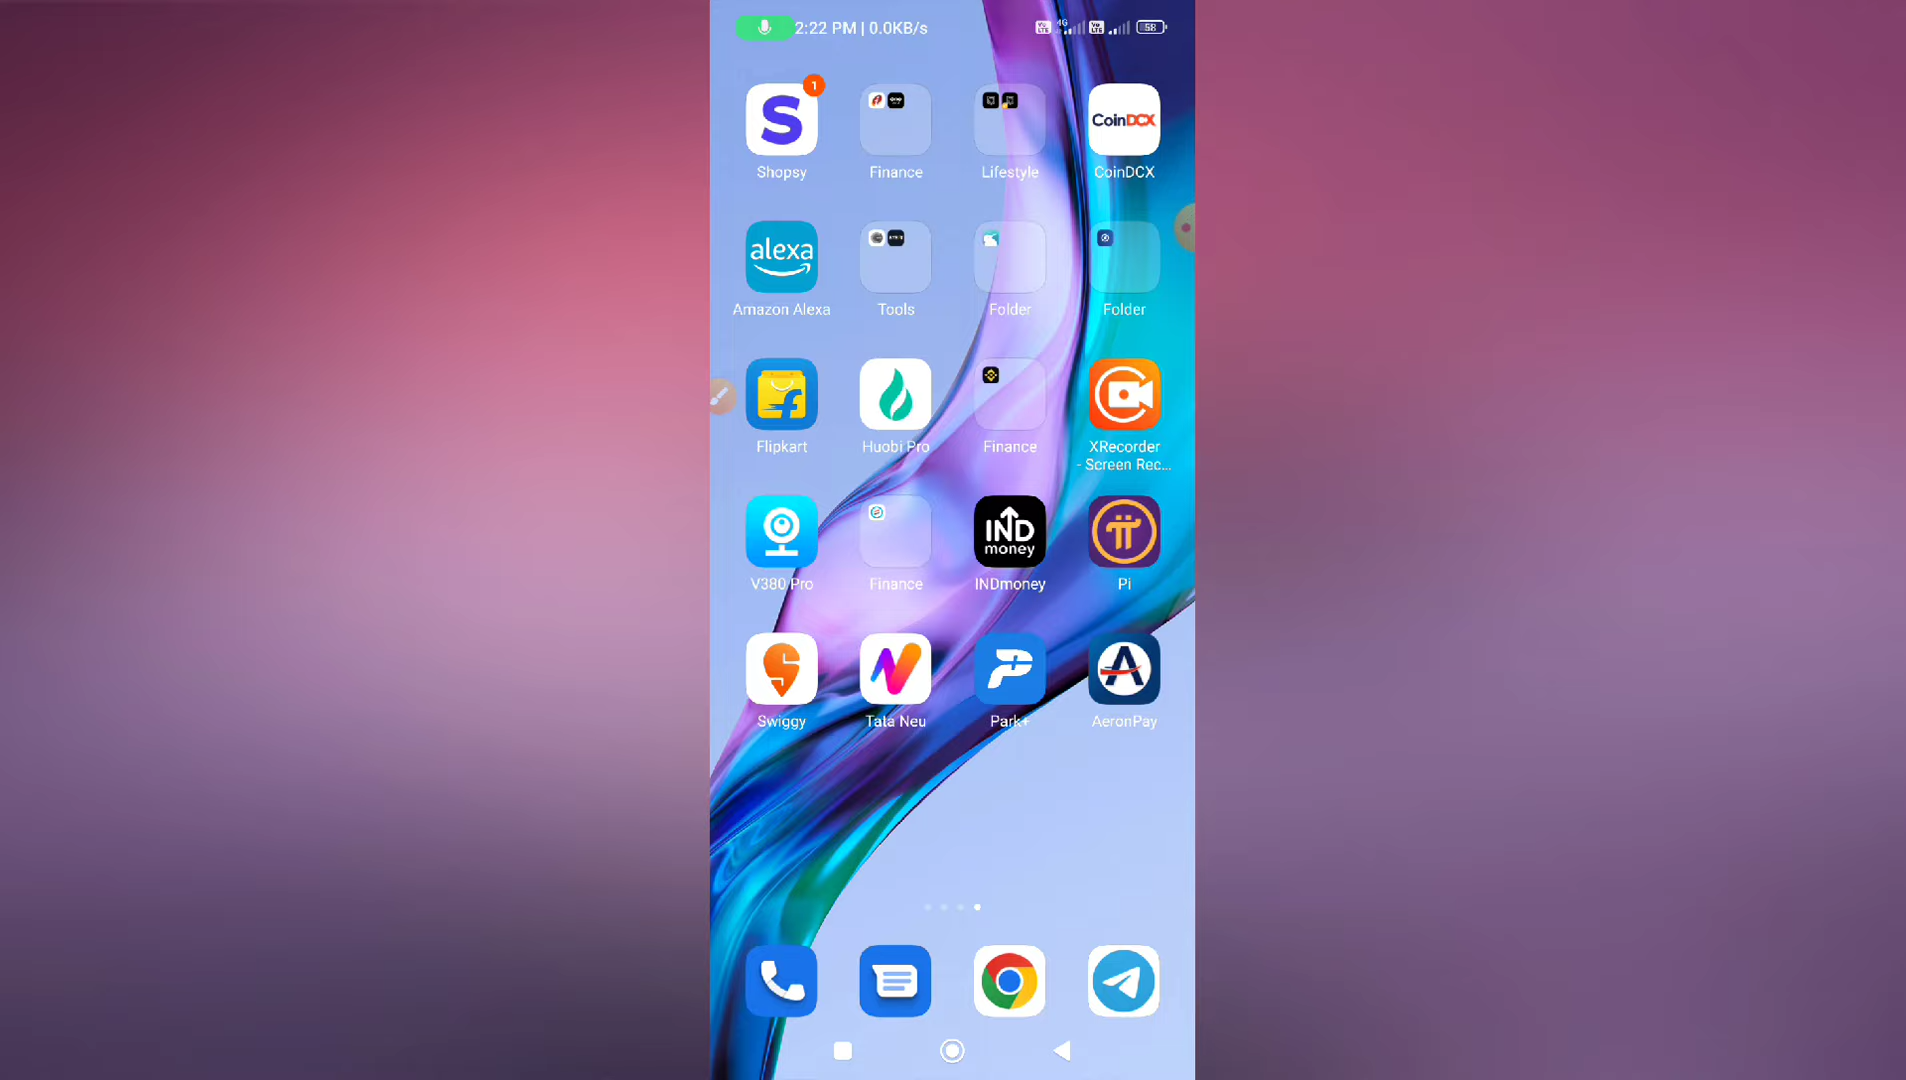 2:22 PM | 0.0KB/s
4G
58
1
S
CoinDCX
Shopsy
Finance
Lifestyle
CoinDCX
alexa
Amazon Alexa
Tools
Folder
Folder
Flipkart
Huobi Pro
Finance
XRecorder
- Screen Rec...
IND
money
V380 Pro
Finance
INDmoney
Pi
Swiggy
Tata Neu
Park+
AeronPay